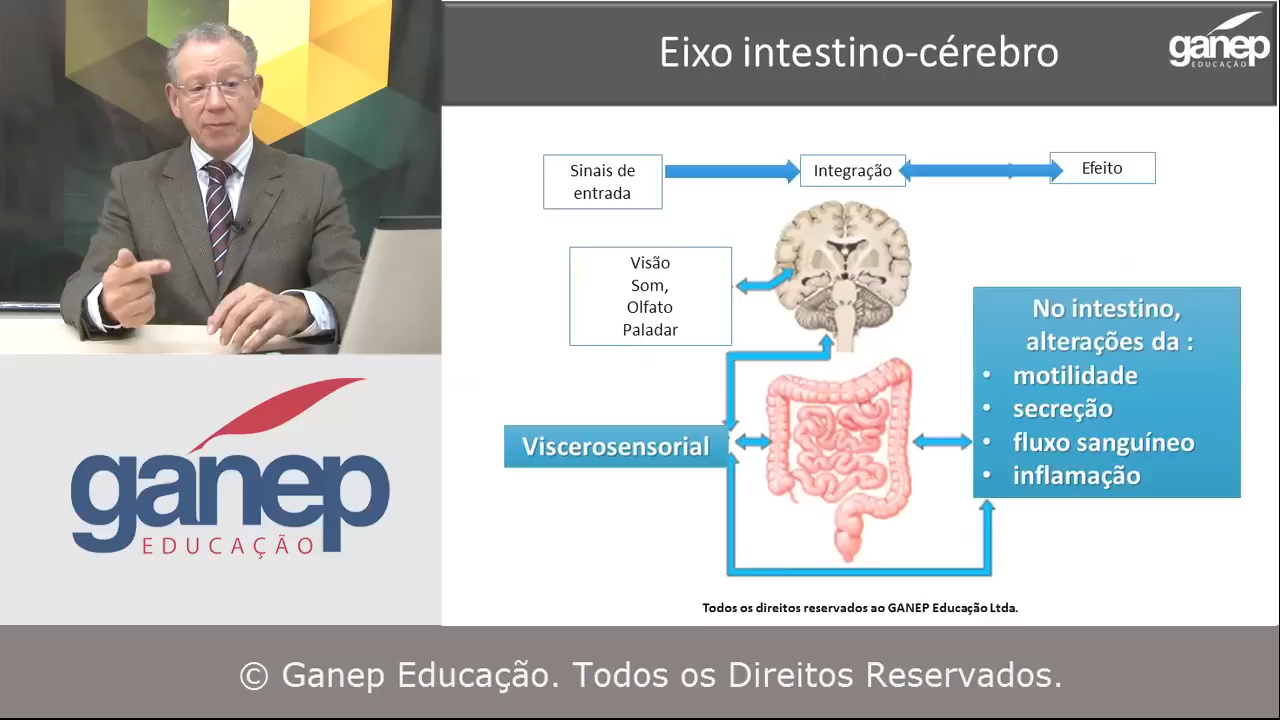 Eixo intestino-cérebro
ganep
EDUCAÇÃO
Sinais de
entrada
Integração
Efeito
Visão
Som,
Olfato
Paladar
No intestino,
alterações da :
• motilidade
• secreção
• fluxo sanguíneo
• inflamação
Viscerosensorial
ganep
EDUCAÇÃO
Todos os direitos reservados ao GANEP Educação Ltda.
© Ganep Educação. Todos os Direitos Reservados.